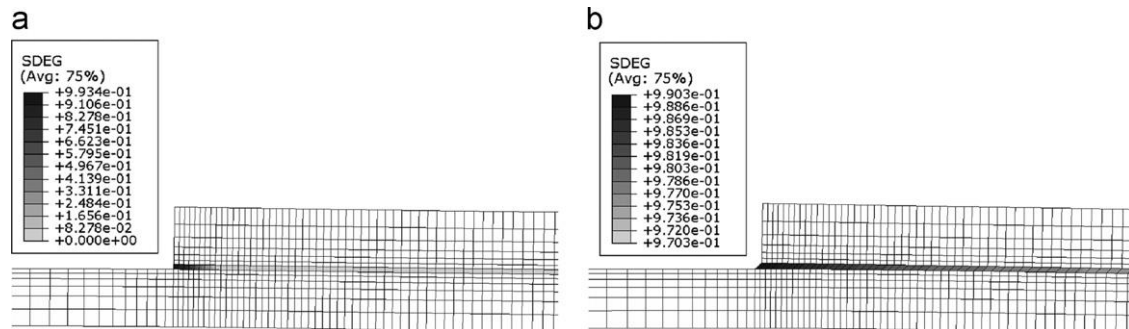 a
SDEG
(Avg: 75%)
+9.934e-01
+9.106e-01
+8.278e-01
+7.451e-01
+6.623e-01
+5.795e-01
+4.967e-01
+4.139e-01
+3.311e-01
+2.484e-01
+1.656e-01
+8.278e-02
+0.000e+00
b
SDEG
(Avg: 75%)
+9.903e-01
+9.886e-01
+9.869e-01
+9.853e-01
+9.836e-01
+9.819e-01
+9.803e-01
+9.786e-01
+9.770e-01
+9.753e-01
+9.736e-01
+9.720e-01
+9.703e-01